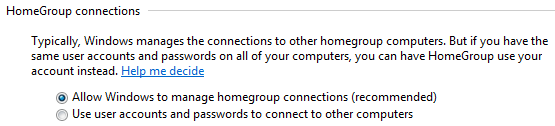 HomeGroup connections
Typically, Windows manages the connections to other homegroup computers. But if you have the
same user accounts and passwords on all of your computers, you can have HomeGroup use your
account instead. Help me decide
Allow Windows to manage homegroup connections (recommended)
Use user accounts and passwords to connect to other computers